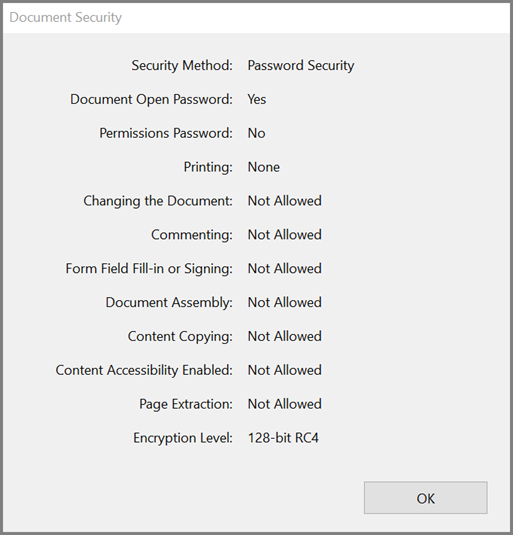 Document Security
Security Method: Password Security
Document Open Password: Yes
Permissions Password: No
Printing: None
Changing the Document: Not Allowed
Commenting: Not Allowed
Form Field Fill-in or Signing: Not Allowed
Document Assembly: Not Allowed
Content Copying: Not Allowed
Content Accessibility Enabled: Not Allowed
Page Extraction: Not Allowed
Encryption Level: 128-bit RC4
OK